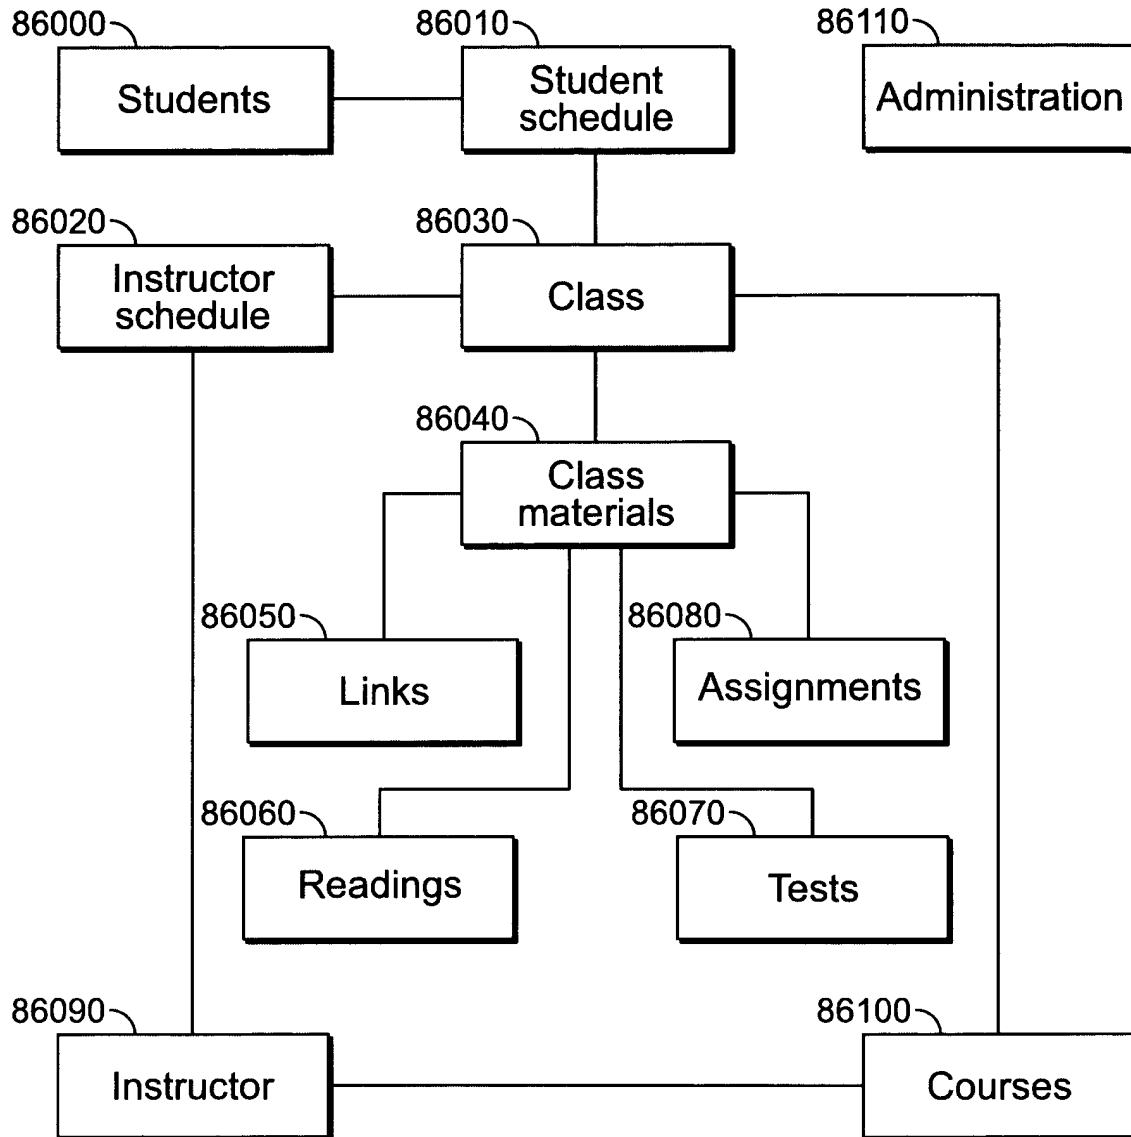 86000
Students
86010
Student
schedule
86110
Administration
86020
Instructor
schedule
86030
Class
86040
Class
materials
86050
Links
86080
Assignments
86060
Readings
86070
Tests
86090
Instructor
86100
Courses